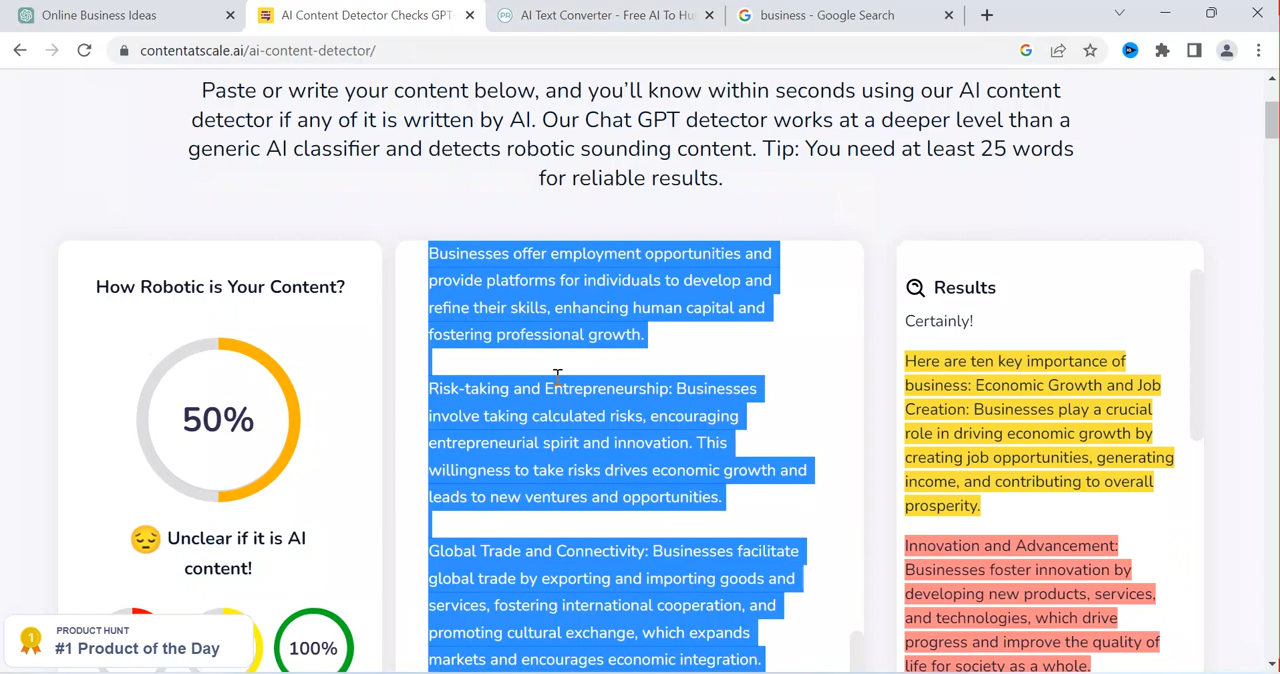 Online Business Ideas
AI Content Detector Checks GPT
AI Text Converter - Free AI To Hu
business - Google Search
contentatscale.ai/ai-content-detector/
Paste or write your content below, and you'll know within seconds using our AI content
detector if any of it is written by AI. Our Chat GPT detector works at a deeper level than a
generic AI classifier and detects robotic sounding content. Tip: You need at least 25 words
for reliable results.
How Robotic is Your Content?
50%
Unclear if it is AI
content!
100%
1
PRODUCT HUNT
#1 Product of the Day
Businesses offer employment opportunities and
provide platforms for individuals to develop and
refine their skills, enhancing human capital and
fostering professional growth.
Risk-taking and Entrepreneurship: Businesses
involve taking calculated risks, encouraging
entrepreneurial spirit and innovation. This
willingness to take risks drives economic growth and
leads to new ventures and opportunities.
Global Trade and Connectivity: Businesses facilitate
global trade by exporting and importing goods and
services, fostering international cooperation, and
promoting cultural exchange, which expands
markets and encourages economic integration.
Results
Certainly!
Here are ten key importance of
business: Economic Growth and Job
Creation: Businesses play a crucial
role in driving economic growth by
creating job opportunities, generating
income, and contributing to overall
prosperity.
Innovation and Advancement:
Businesses foster innovation by
developing new products, services,
and technologies, which drive
progress and improve the quality of
life for society as a whole.